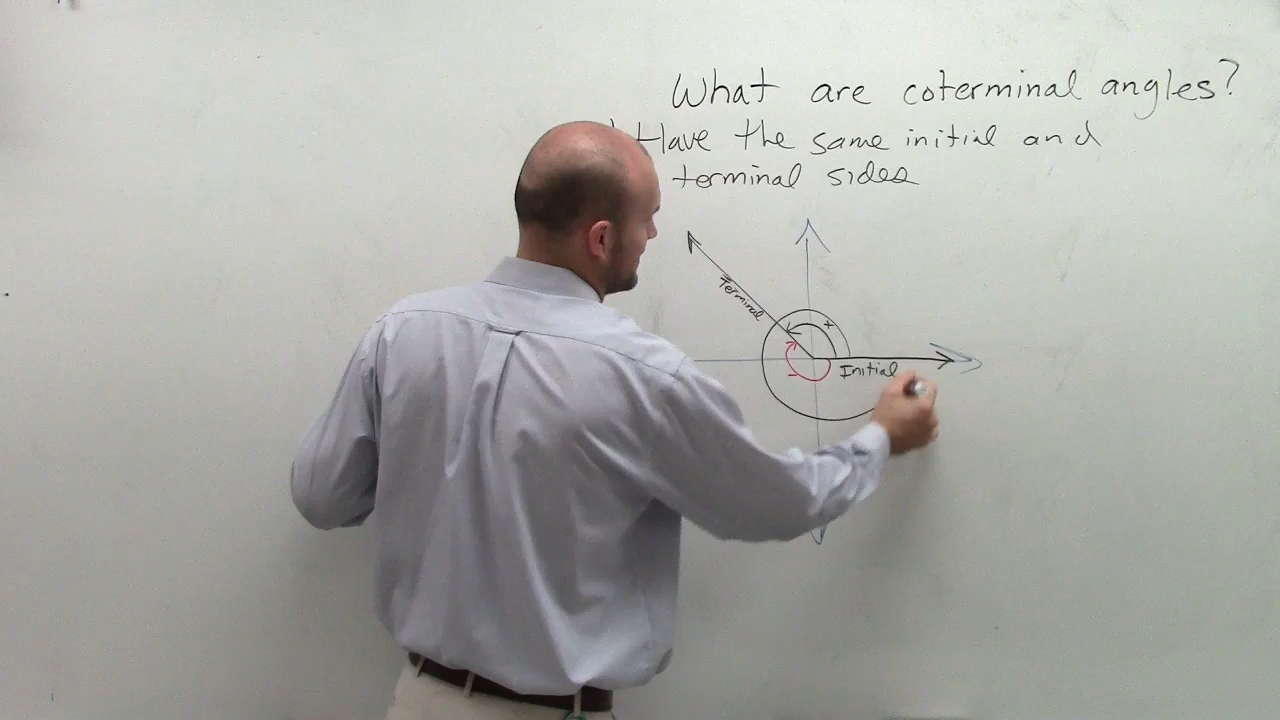 What are coterminal angles?
Have the same initial and
terminal sides
Terminal
x
Initial